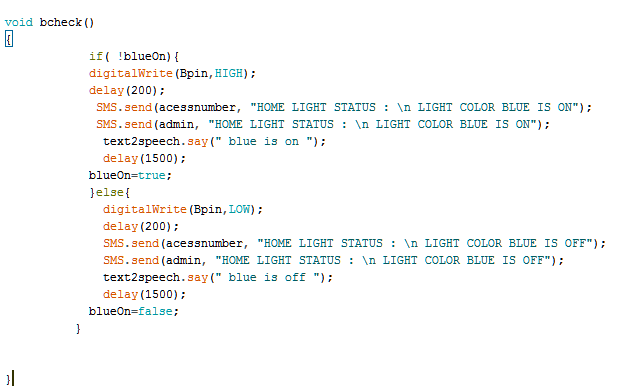 void bcheck()
{
if( !blueOn){
digitalWrite(Bpin,HIGH);
delay(200);
SMS.send(acessnumber, "HOME LIGHT STATUS : \n LIGHT COLOR BLUE IS ON");
SMS.send(admin, "HOME LIGHT STATUS : \n LIGHT COLOR BLUE IS ON");
text2speech.say(" blue is on ");
delay(1500);
blueOn=true;
}else{
digitalWrite(Bpin,LOW);
delay(200);
SMS.send(acessnumber, "HOME LIGHT STATUS : \n LIGHT COLOR BLUE IS OFF");
SMS.send(admin, "HOME LIGHT STATUS : \n LIGHT COLOR BLUE IS OFF");
text2speech.say(" blue is off ");
delay(1500);
blueOn=false;
}
}